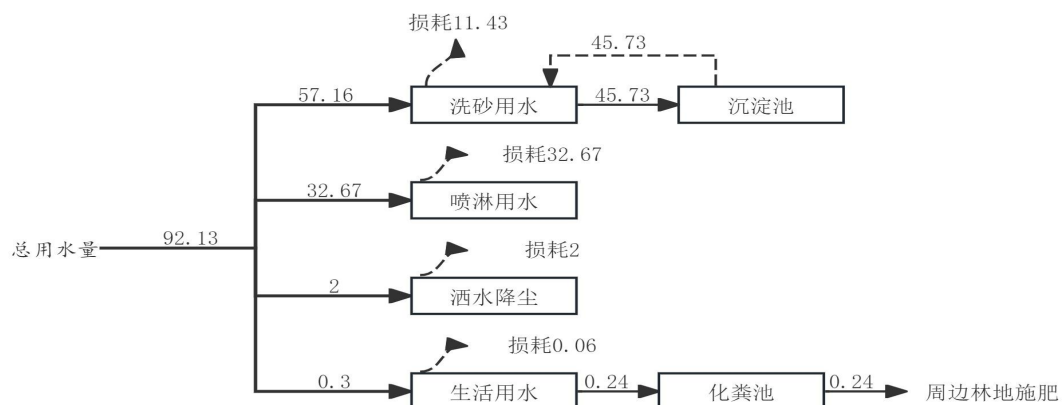 损耗11.43
45.73
57.16
洗砂用水
45.73
沉淀池
损耗32.67
32.67
喷淋用水
总用水量
92.13
损耗2
2
洒水降尘
损耗0.06
0.3
生活用水
0.24
化粪池
0.24
周边林地施肥